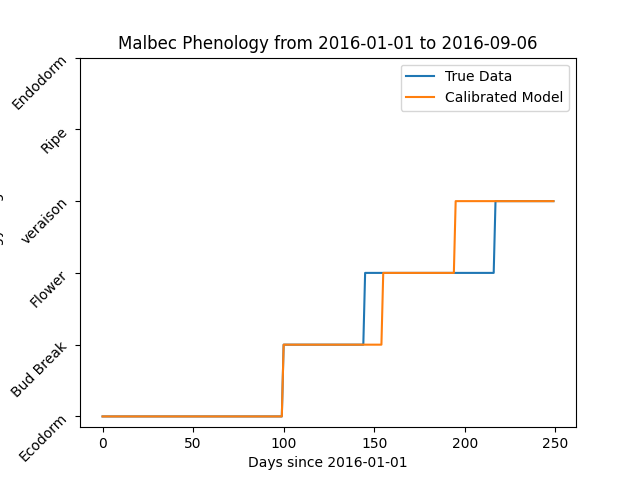 Malbec Phenology from 2016-01-01 to 2016-09-06
True Data
Calibrated Model
Endodorm
Ripe
veraison
Flower
Bud Break
Ecodorm
0 50 100 150 200 250
Days since 2016-01-01